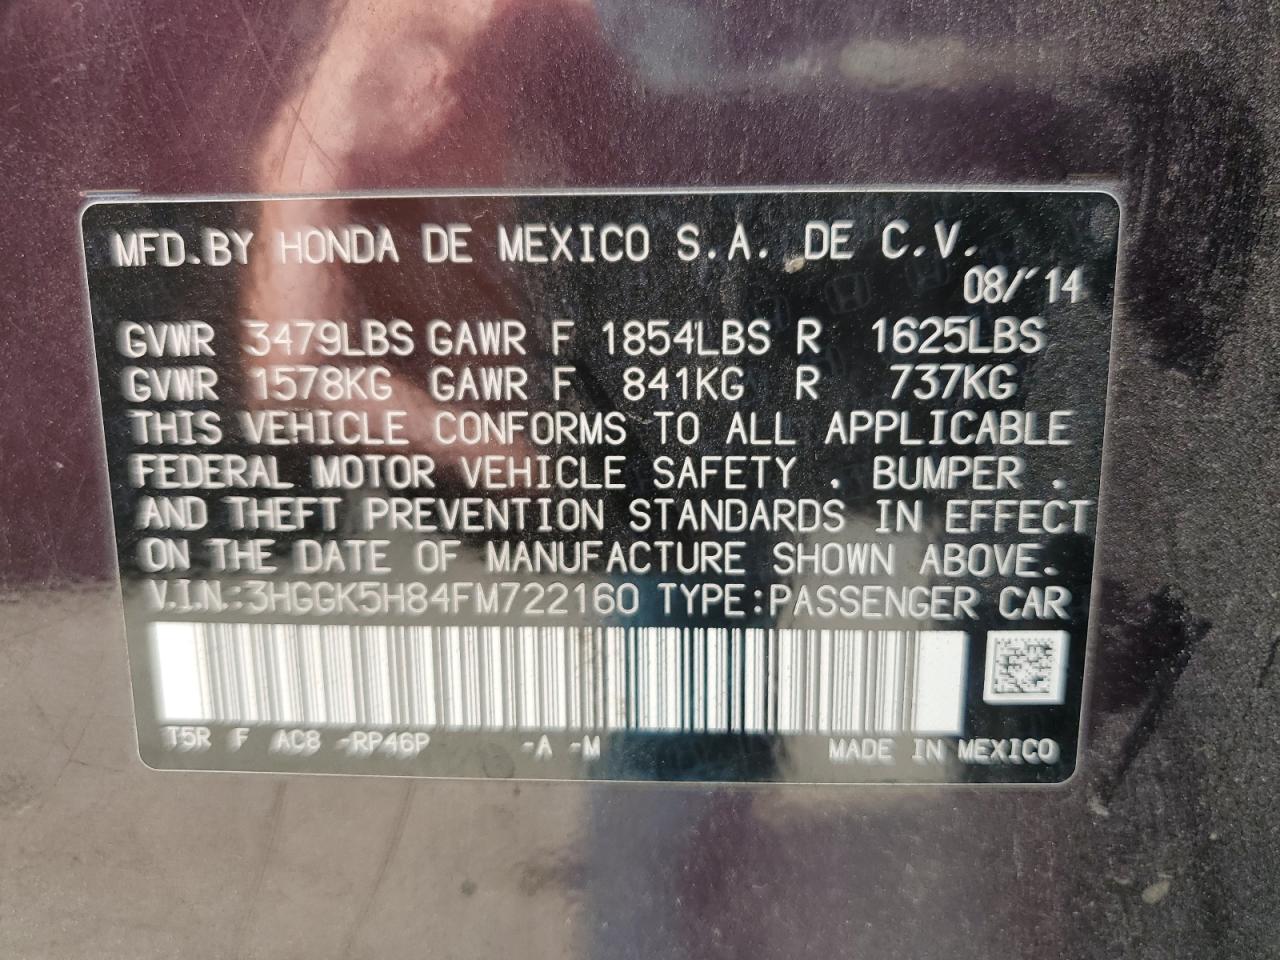 MFD.BY HONDA DE MEXICO S.A. DE C.V.
08/'14
GVWR 3479LBS GAWR F 1854LBS R 1625LBS
GVWR 1578KG GAWR F 841KG R 737KG
THIS VEHICLE CONFORMS TO ALL APPLICABLE
FEDERAL MOTOR VEHICLE SAFETY , BUMPER ,
AND THEFT PREVENTION STANDARDS IN EFFECT
ON THE DATE OF MANUFACTURE SHOWN ABOVE.
V.I.N.:3HGGK5H84FM722160 TYPE:PASSENGER CAR
T5R F AC8 -RP46P -A -M MADE IN MEXICO